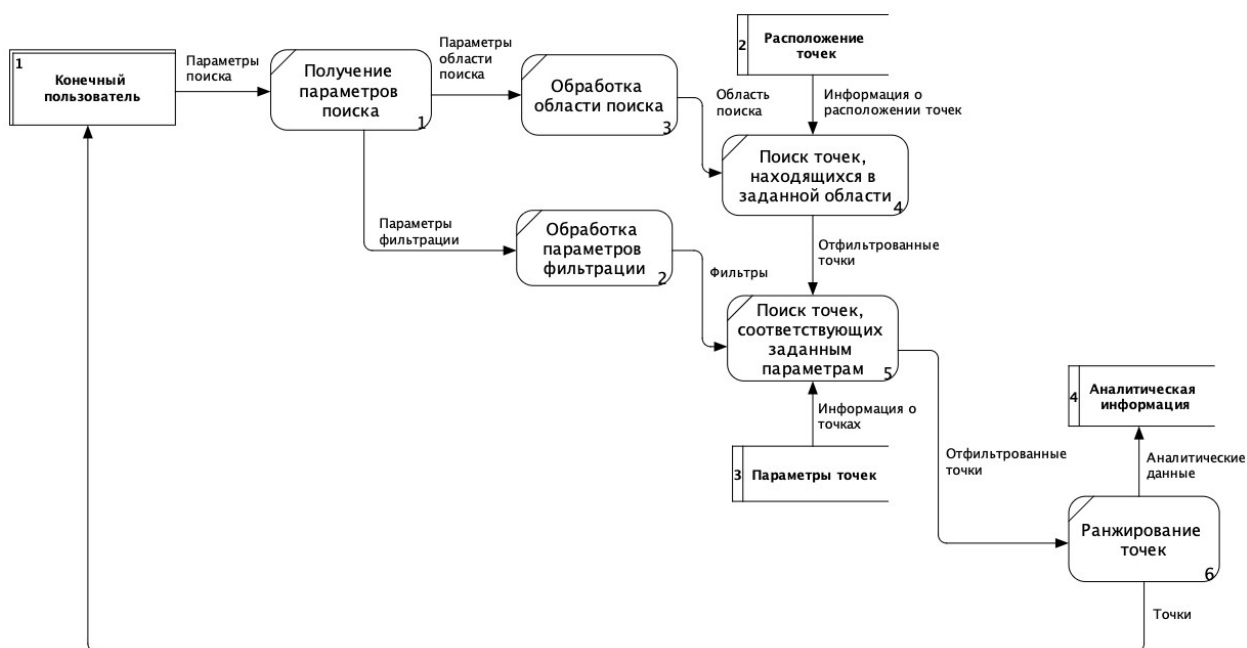 1
Конечный
пользователь
Параметры
поиска
Получение
параметров
поиска
1
Параметры
области
поиска
Обработка
области поиска
3
Область
поиска
2
Расположение
точек
Информация о
расположении точек
Поиск точек,
находящихся в
заданной области
4
Параметры
фильтрации
Обработка
параметров
фильтрации
2
Фильтры
Отфильтрованные
точки
Поиск точек,
соответствующих
заданным
параметрам
5
Информация о
точках
3
Параметры точек
Отфильтрованные
точки
4
Аналитическая
информация
Аналитические
данные
Ранжирование
точек
6
Точки